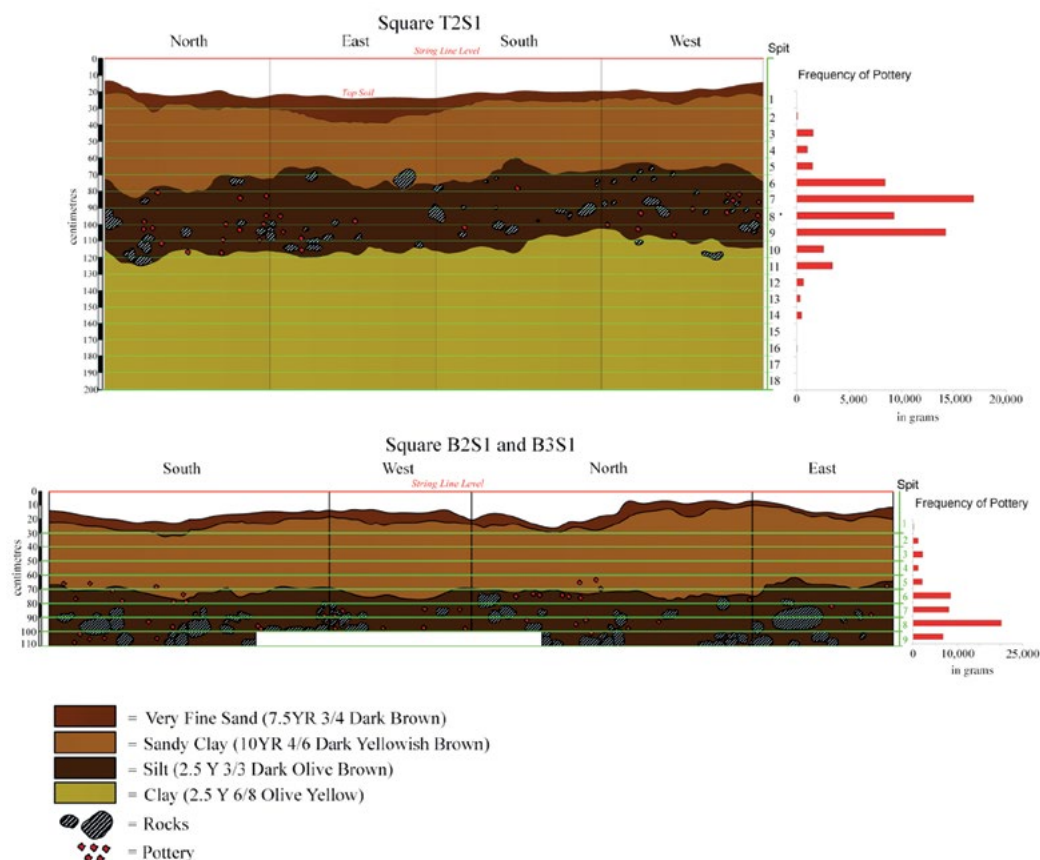 Square T2S1
North East South West
String Line Level
Spit
Frequency of Pottery
Top Soil
centimetres
0
10
20
30
40
50
60
70
80
90
100
110
120
130
140
150
160
170
180
190
200
1
2
3
4
5
6
7
8
9
10
11
12
13
14
15
16
17
18
0 5,000 10,000 15,000 20,000
in grams
Square B2S1 and B3S1
South West North East
String Line Level
Spit
Frequency of Pottery
centimetres
0
10
20
30
40
50
60
70
80
90
100
110
1
2
3
4
5
6
7
8
9
0 10,000 25,000
in grams
= Very Fine Sand (7.5YR 3/4 Dark Brown)
= Sandy Clay (10YR 4/6 Dark Yellowish Brown)
= Silt (2.5 Y 3/3 Dark Olive Brown)
= Clay (2.5 Y 6/8 Olive Yellow)
= Rocks
= Pottery